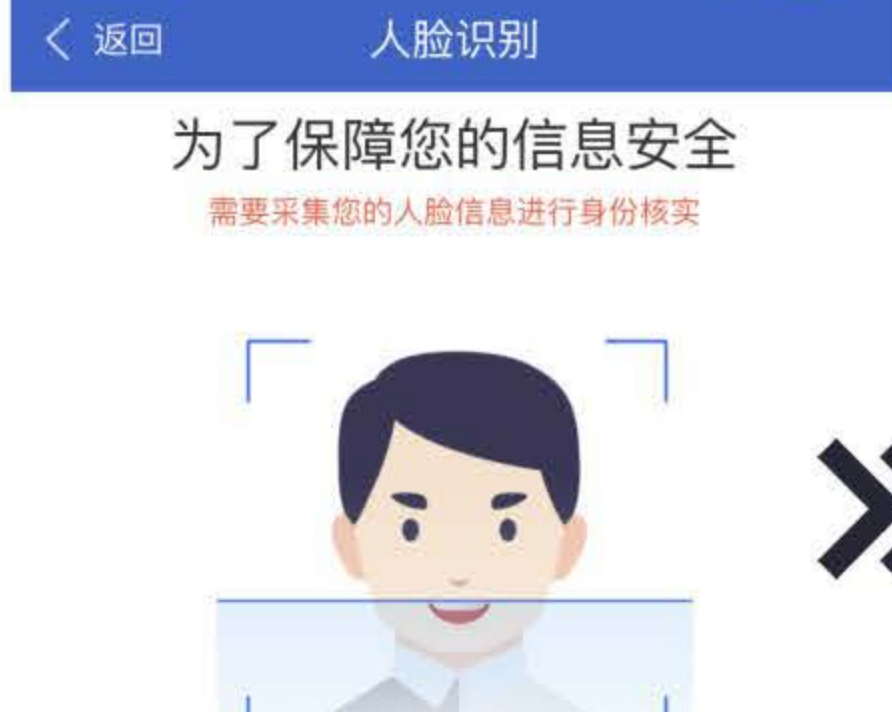 返回
人脸识别
为了保障您的信息安全
需要采集您的人脸信息进行身份核实